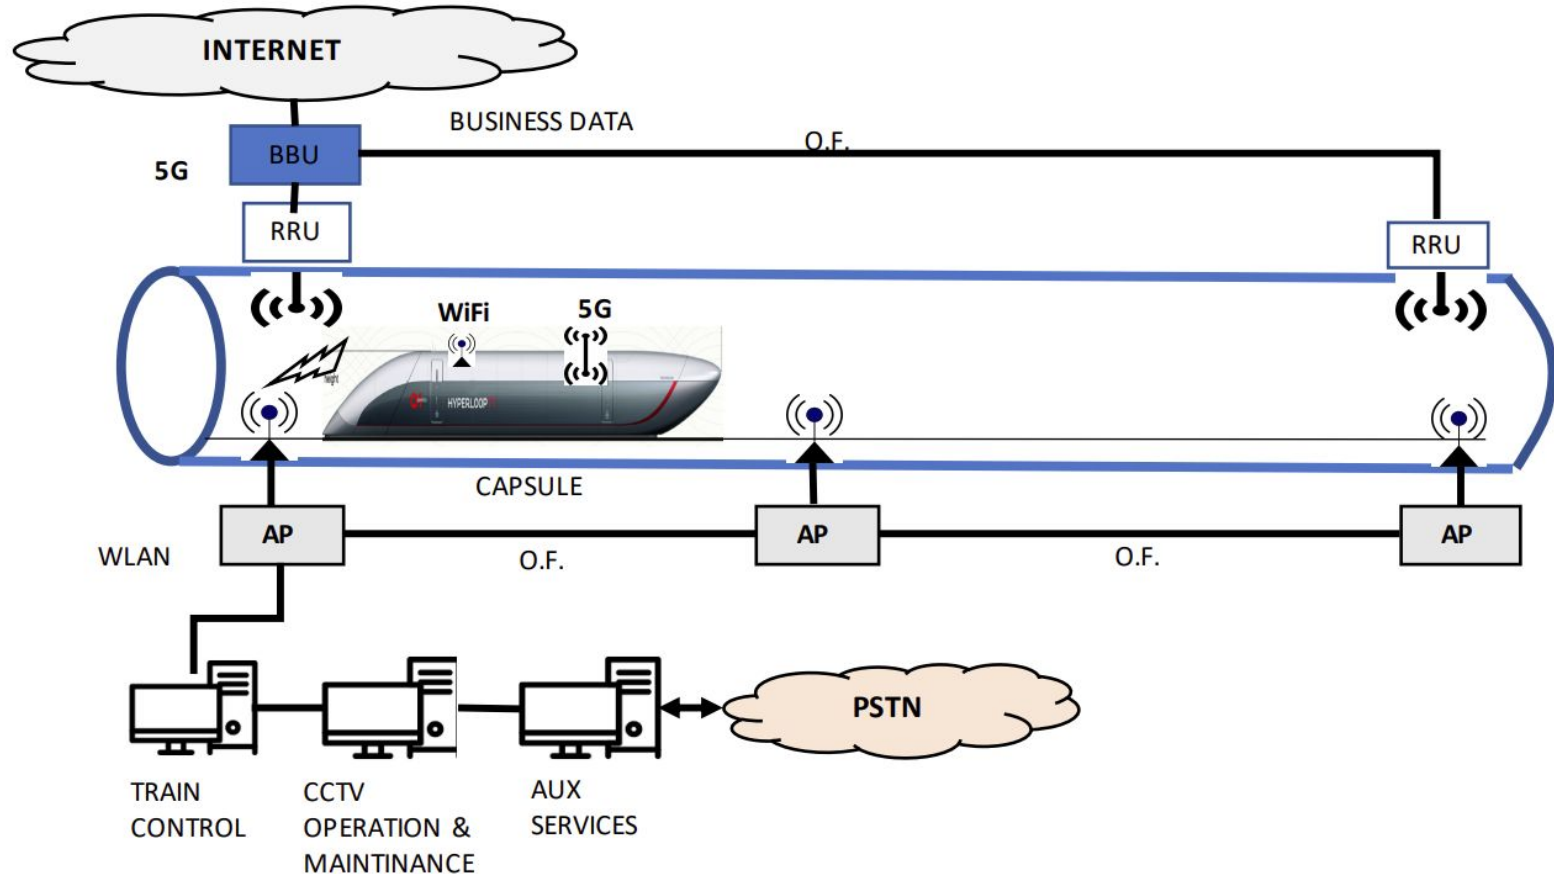 INTERNET
BUSINESS DATA
O.F.
5G
BBU
RRU
RRU
WiFi
5G
height
HYPERLOOP
CAPSULE
AP
AP
AP
WLAN
O.F.
O.F.
PSTN
TRAIN
CONTROL
CCTV
OPERATION &
MAINTINANCE
AUX
SERVICES